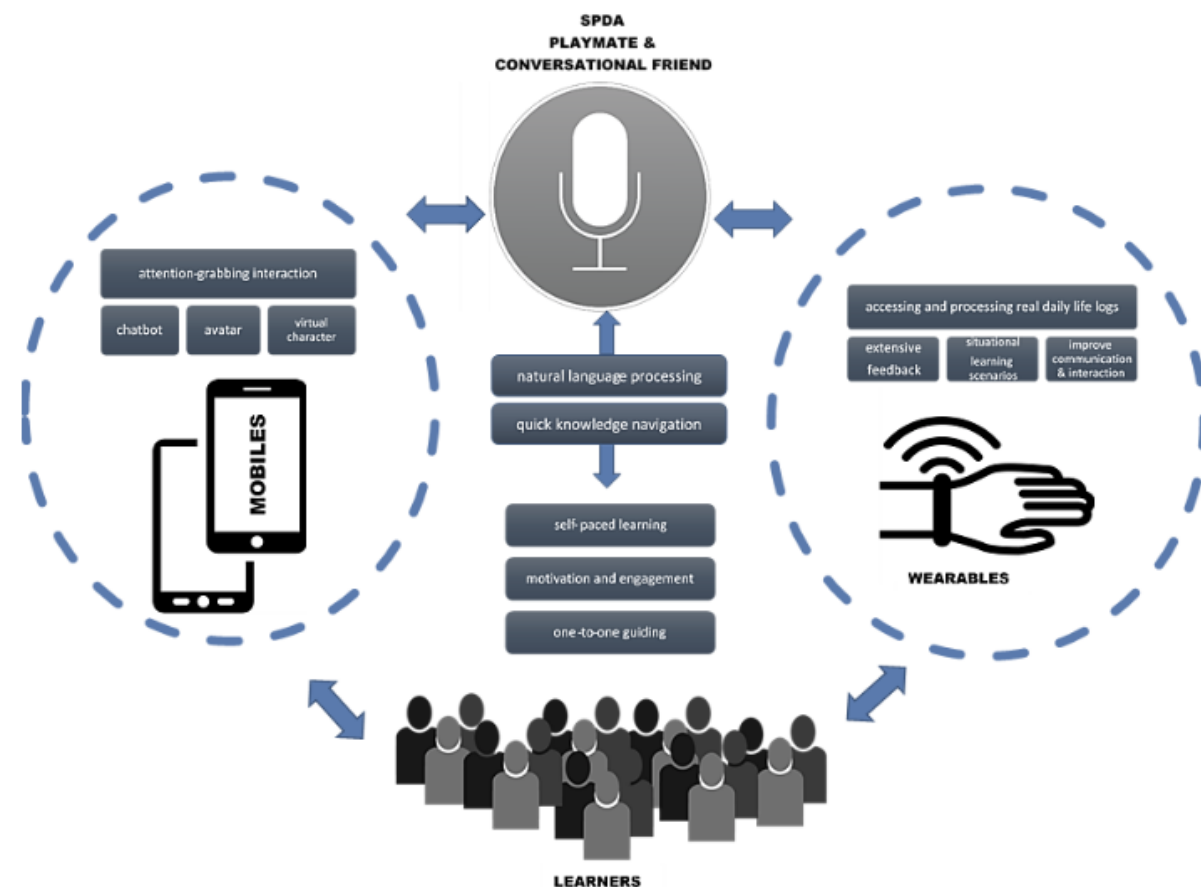 SPDA
PLAYMATE &
CONVERSATIONAL FRIEND
attention-grabbing interaction
chatbot
avatar
virtual
character
MOBILES
natural language processing
quick knowledge navigation
self-paced learning
motivation and engagement
one-to-one guiding
accessing and processing real daily life logs
extensive
feedback
situational
learning
scenarios
improve
communication
& interaction
WEARABLES
LEARNERS